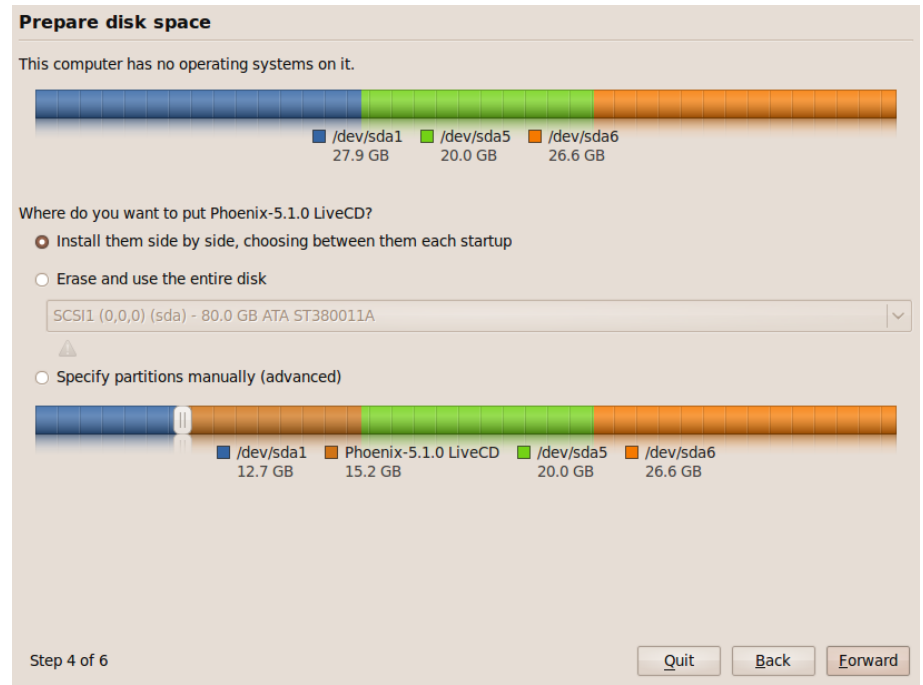 Prepare disk space
This computer has no operating systems on it.
/dev/sda1 /dev/sda5 /dev/sda6
27.9 GB 20.0 GB 26.6 GB
Where do you want to put Phoenix-5.1.0 LiveCD?
Install them side by side, choosing between them each startup
Erase and use the entire disk
SCSI1 (0,0,0) (sda) - 80.0 GB ATA ST380011A
Specify partitions manually (advanced)
/dev/sda1 Phoenix-5.1.0 LiveCD /dev/sda5 /dev/sda6
12.7 GB 15.2 GB 20.0 GB 26.6 GB
Step 4 of 6 Quit Back Forward